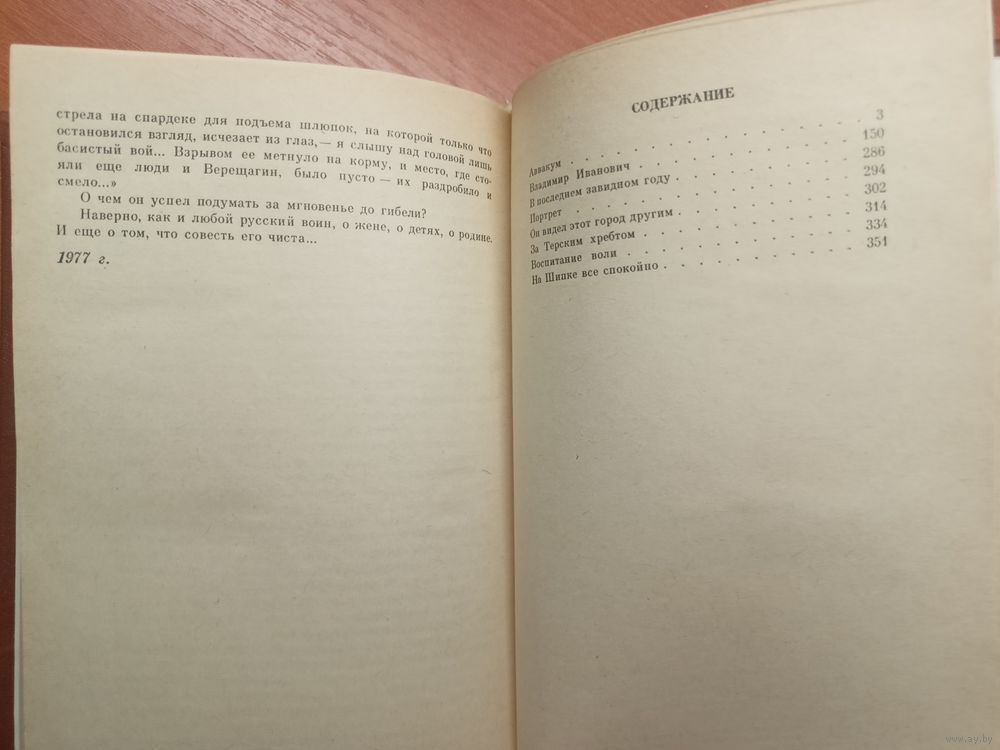 стрела на спардеке для подъема шлюпок, на которой только что
остановился взгляд, исчезает из глаз,— я слышу над головой лишь
басистый вой... Взрывом ее метнуло на корму, и место, где сто-
яли еще люди и Верещагин, было пусто — их раздробило и
смело...»
О чем он успел подумать за мгновенье до гибели?
Наверно, как и любой русский воин, о жене, о детях, о родине.
И еще о том, что совесть его чиста...
1977 г.
СОДЕРЖАНИЕ
Аввакум . . . . . . . . . . . . 3
Владимир Иванович . . . . . . . . . 150
В последнем завидном году . . . . . . . 286
Портрет . . . . . . . . . . . . 294
Он видел этот город другим . . . . . . . 302
За Терским хребтом . . . . . . . . . 314
Воспитание воли . . . . . . . . . . 334
На Шипке все спокойно . . . . . . . . 351
www.ay.by